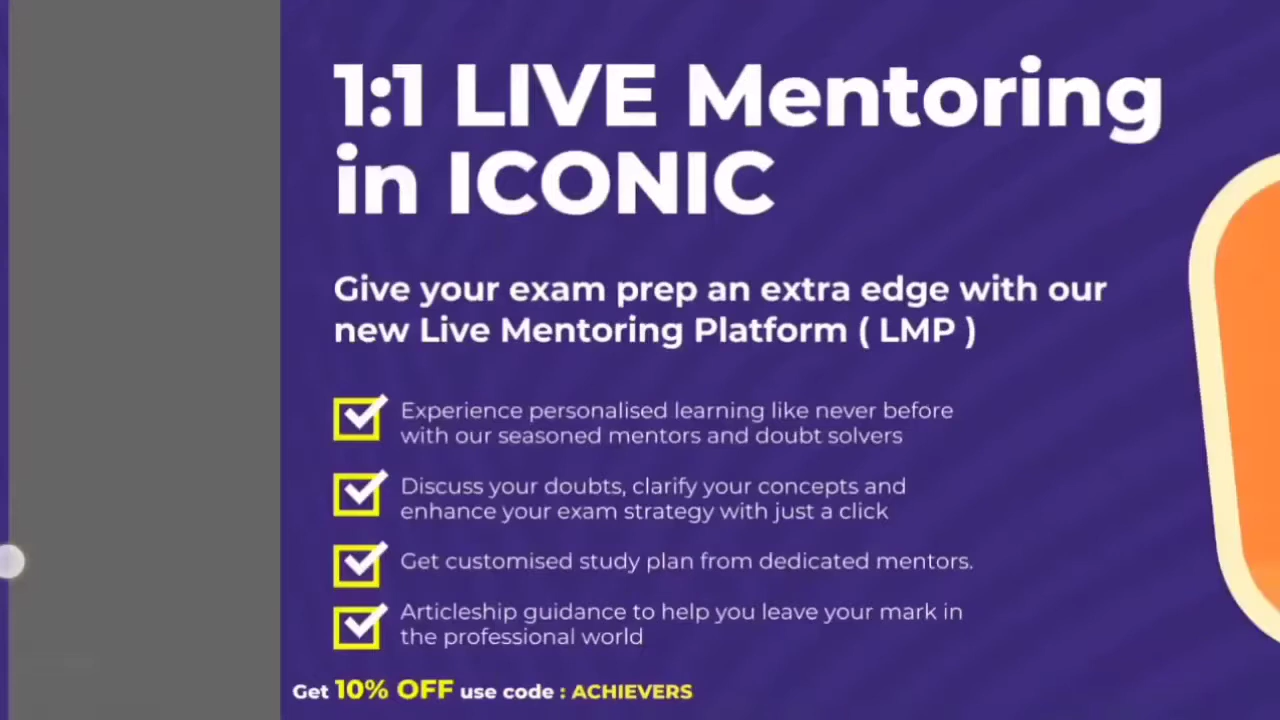 1:1 LIVE Mentoring
in ICONIC
Give your exam prep an extra edge with our
new Live Mentoring Platform ( LMP )
Experience personalised learning like never before
with our seasoned mentors and doubt solvers
Discuss your doubts, clarify your concepts and
enhance your exam strategy with just a click
Get customised study plan from dedicated mentors.
Articleship guidance to help you leave your mark in
the professional world
Get 10% OFF use code : ACHIEVERS